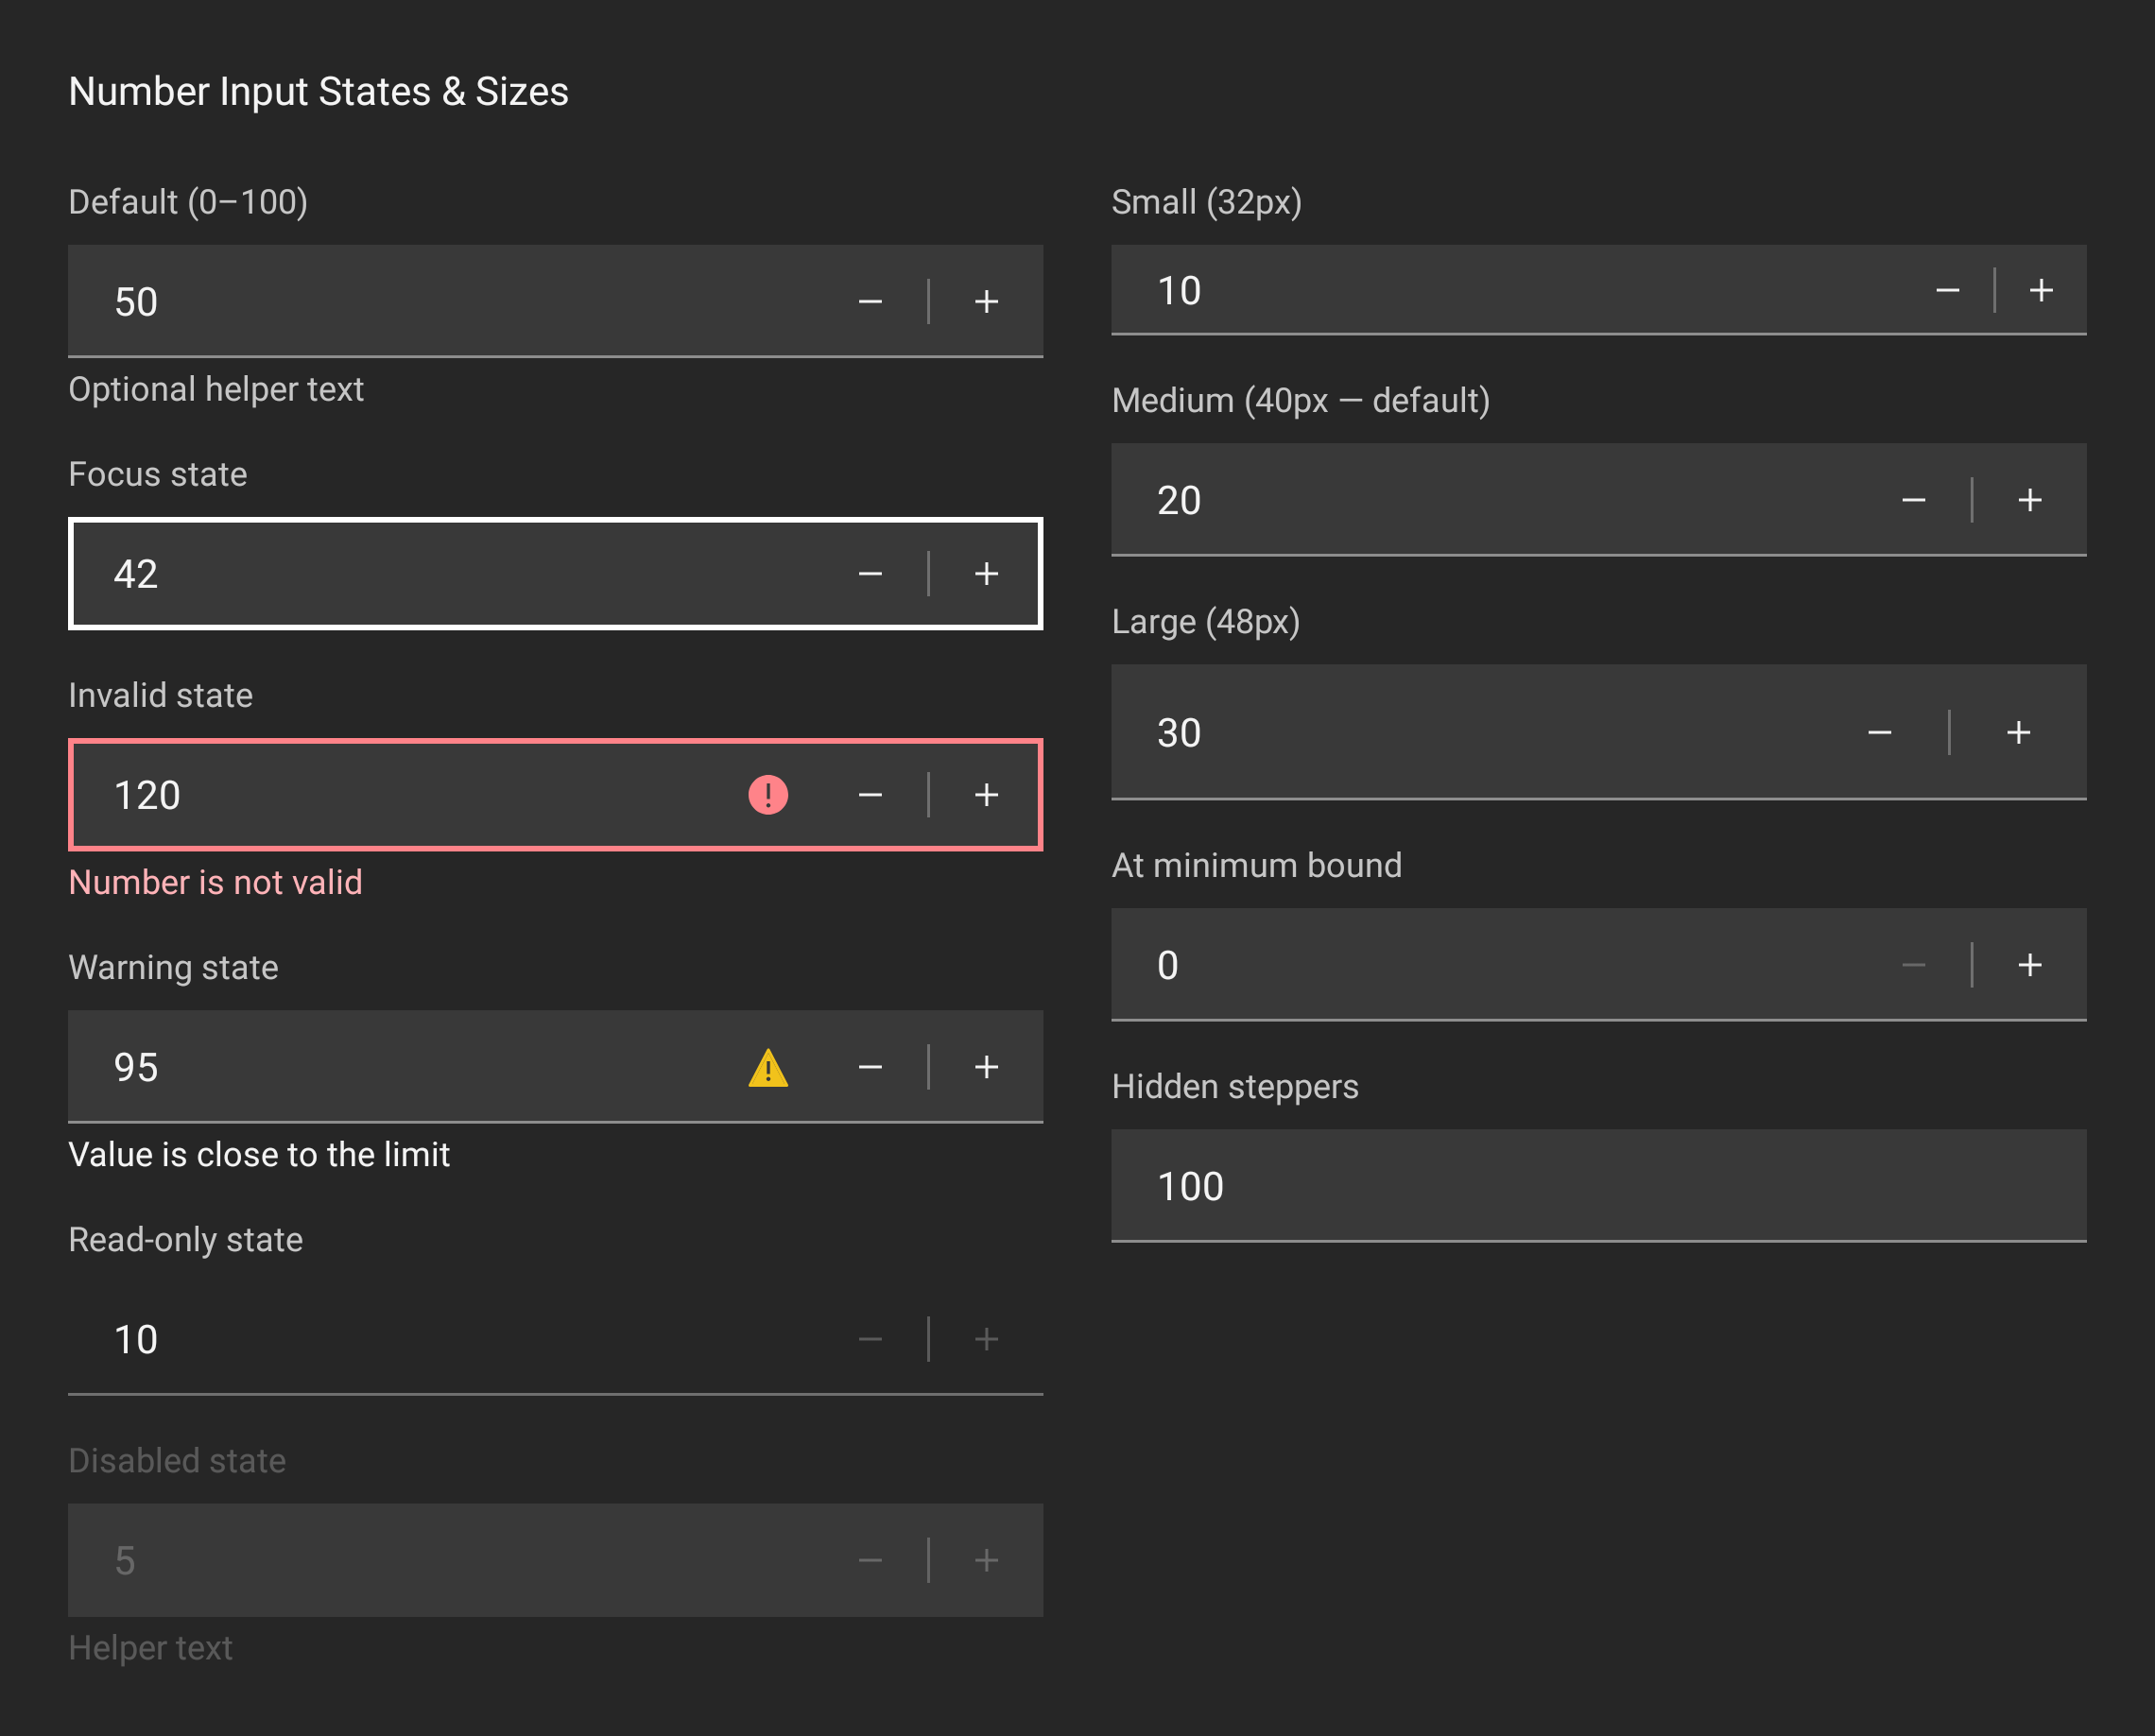 Number Input States & Sizes
Default (0–100)
50
Optional helper text
Focus state
42
Invalid state
120
Number is not valid
Warning state
95
Value is close to the limit
Read-only state
10
Disabled state
5
Helper text
Small (32px)
10
Medium (40px — default)
20
Large (48px)
30
At minimum bound
0
Hidden steppers
100